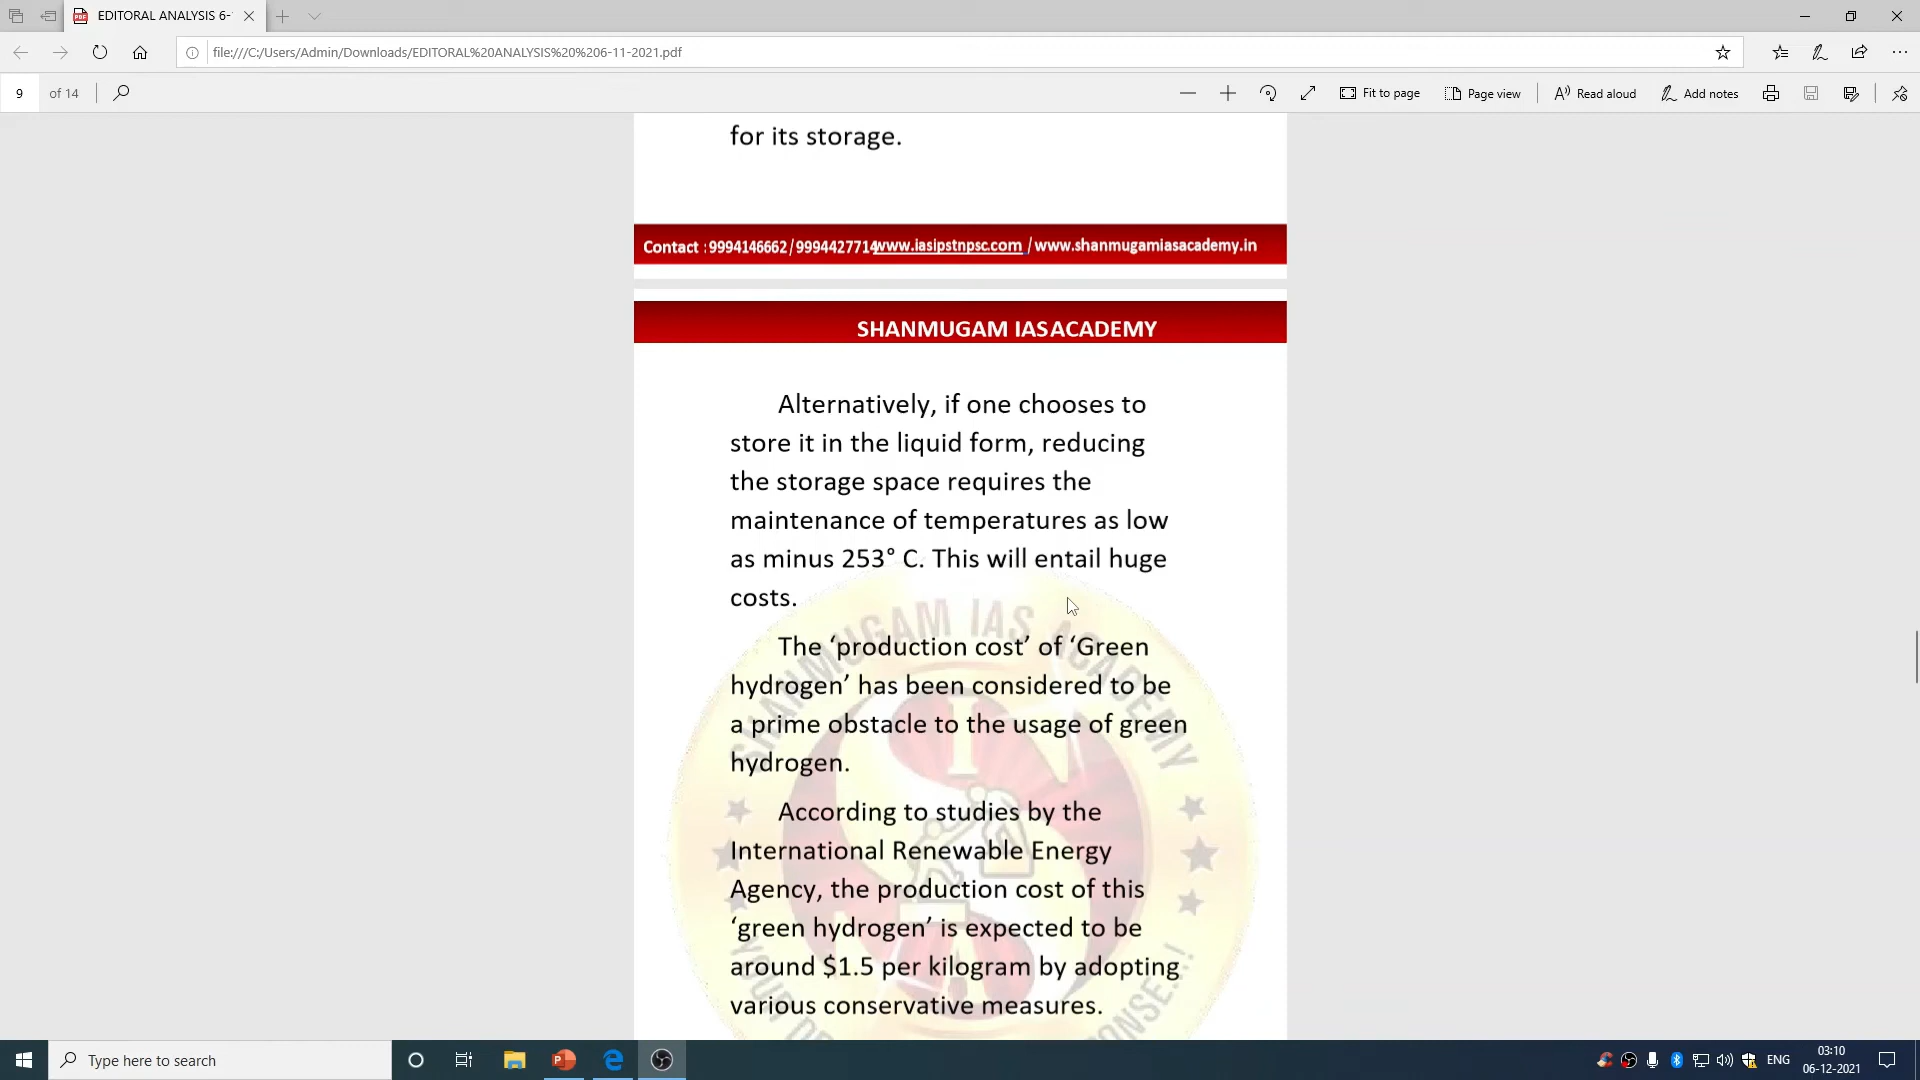 EDITORAL ANALYSIS 6-
file:///C:/Users/Admin/Downloads/EDITORAL%20ANALYSIS%20%206-11-2021.pdf
9 of 14
Fit to page
Page view
Read aloud
Add notes
for its storage.
Contact : 9994146662/9994427714www.iasipstnpsc.com /www.shanmugamiasacademy.in
SHANMUGAM IASACADEMY
Alternatively, if one chooses to
store it in the liquid form, reducing
the storage space requires the
maintenance of temperatures as low
as minus 253° C. This will entail huge
costs.
The ‘production cost’ of ‘Green
hydrogen’ has been considered to be
a prime obstacle to the usage of green
hydrogen.
According to studies by the
International Renewable Energy
Agency, the production cost of this
‘green hydrogen’ is expected to be
around $1.5 per kilogram by adopting
various conservative measures.
SHANMUGAM IAS ACADEMY
Type here to search
ENG
03:10
06-12-2021